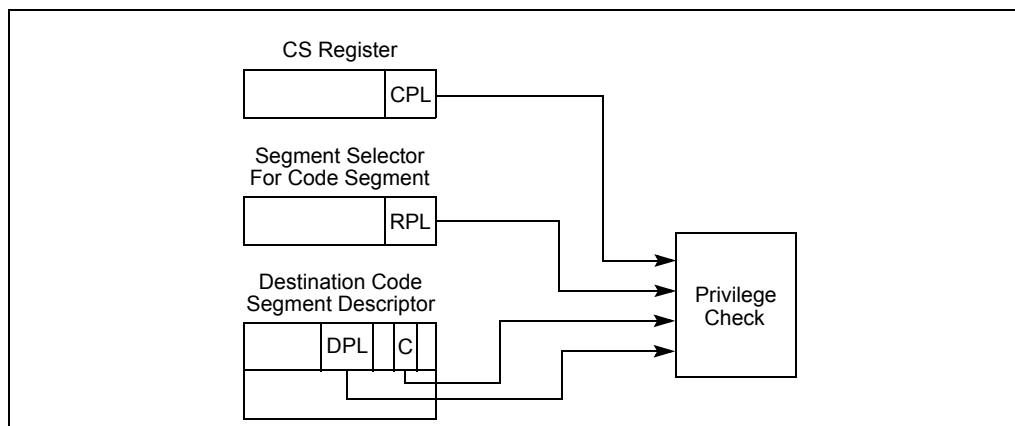 CS Register
CPL
Segment Selector
For Code Segment
RPL
Destination Code
Segment Descriptor
DPL
C
Privilege
Check